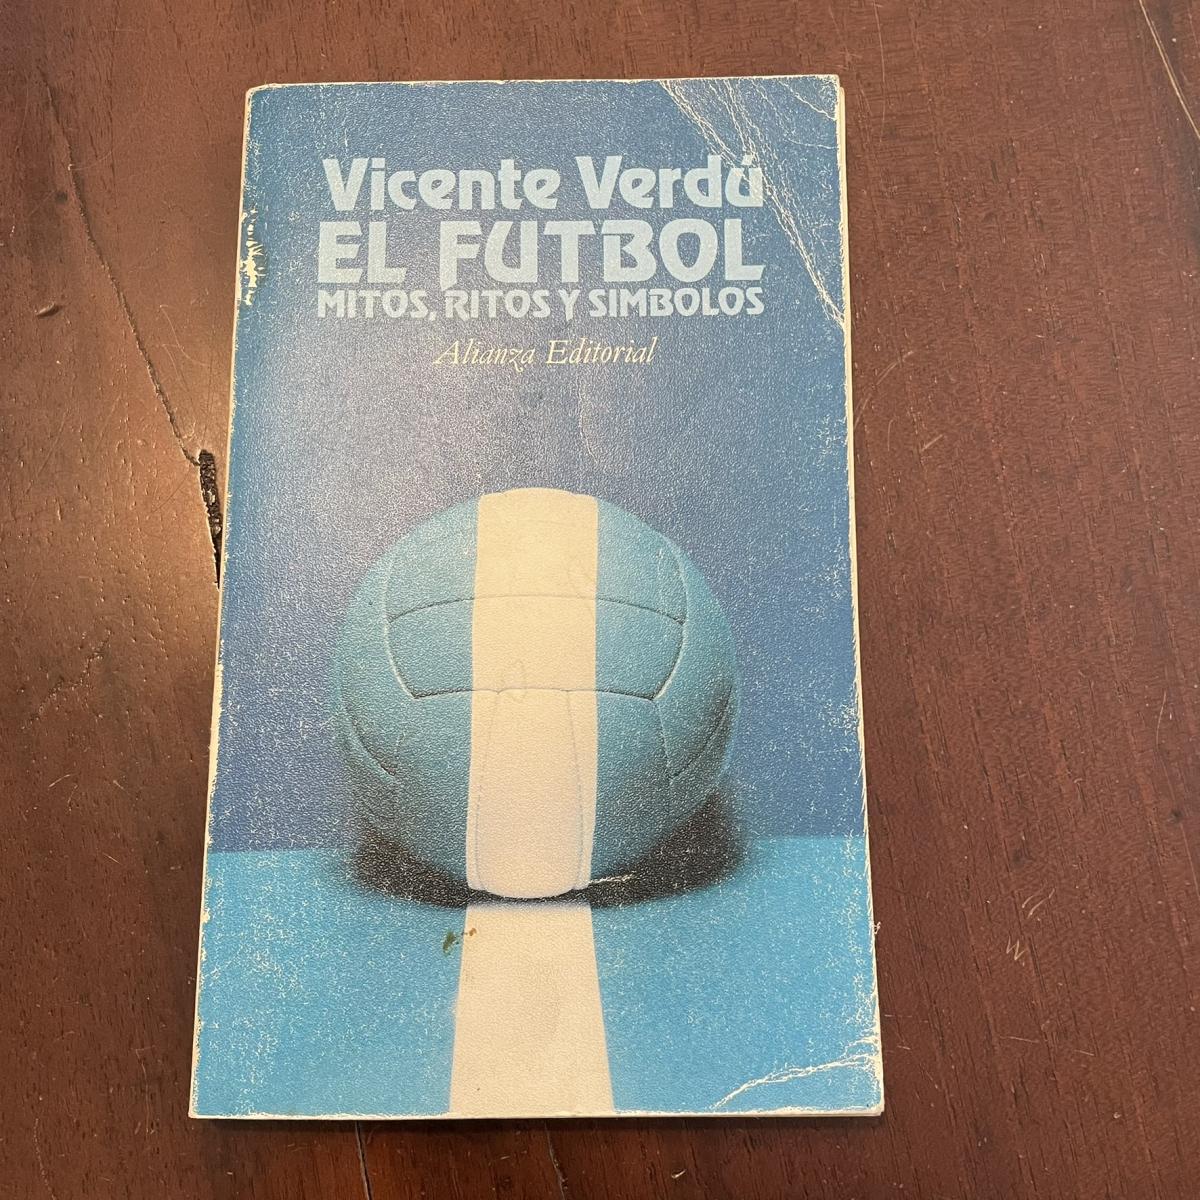 Vicente Verdú
EL FUTBOL
MITOS, RITOS Y SIMBOLOS
Alianza Editorial